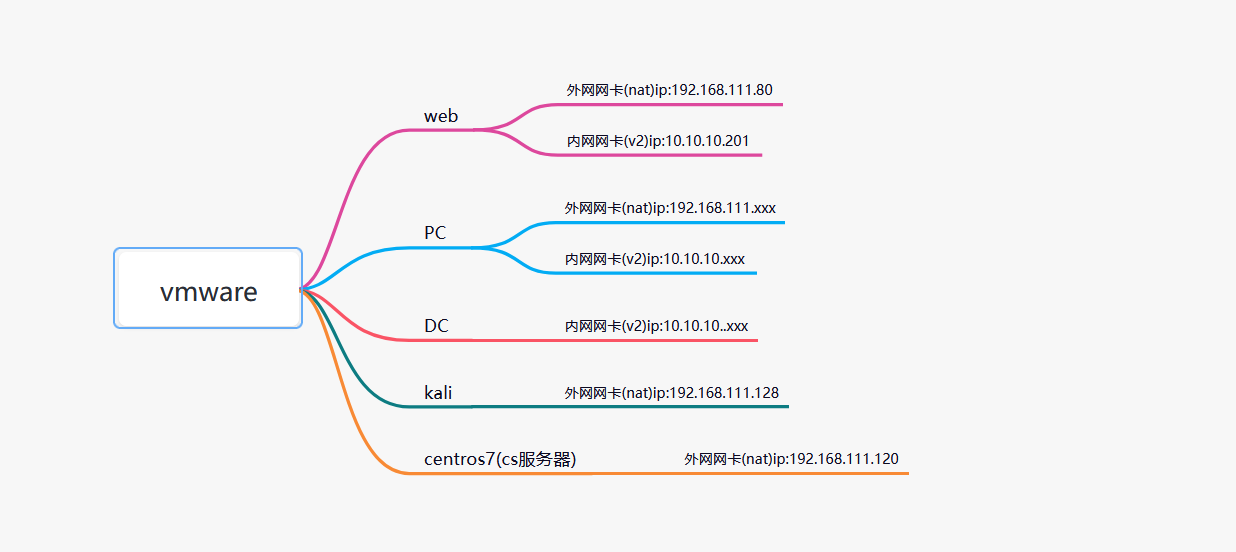 vmware
web
外网网卡(nat)ip:192.168.111.80
内网网卡(v2)ip:10.10.10.201
PC
外网网卡(nat)ip:192.168.111.xxx
内网网卡(v2)ip:10.10.10.xxx
DC
内网网卡(v2)ip:10.10.10..xxx
kali
外网网卡(nat)ip:192.168.111.128
centros7(cs服务器)
外网网卡(nat)ip:192.168.111.120